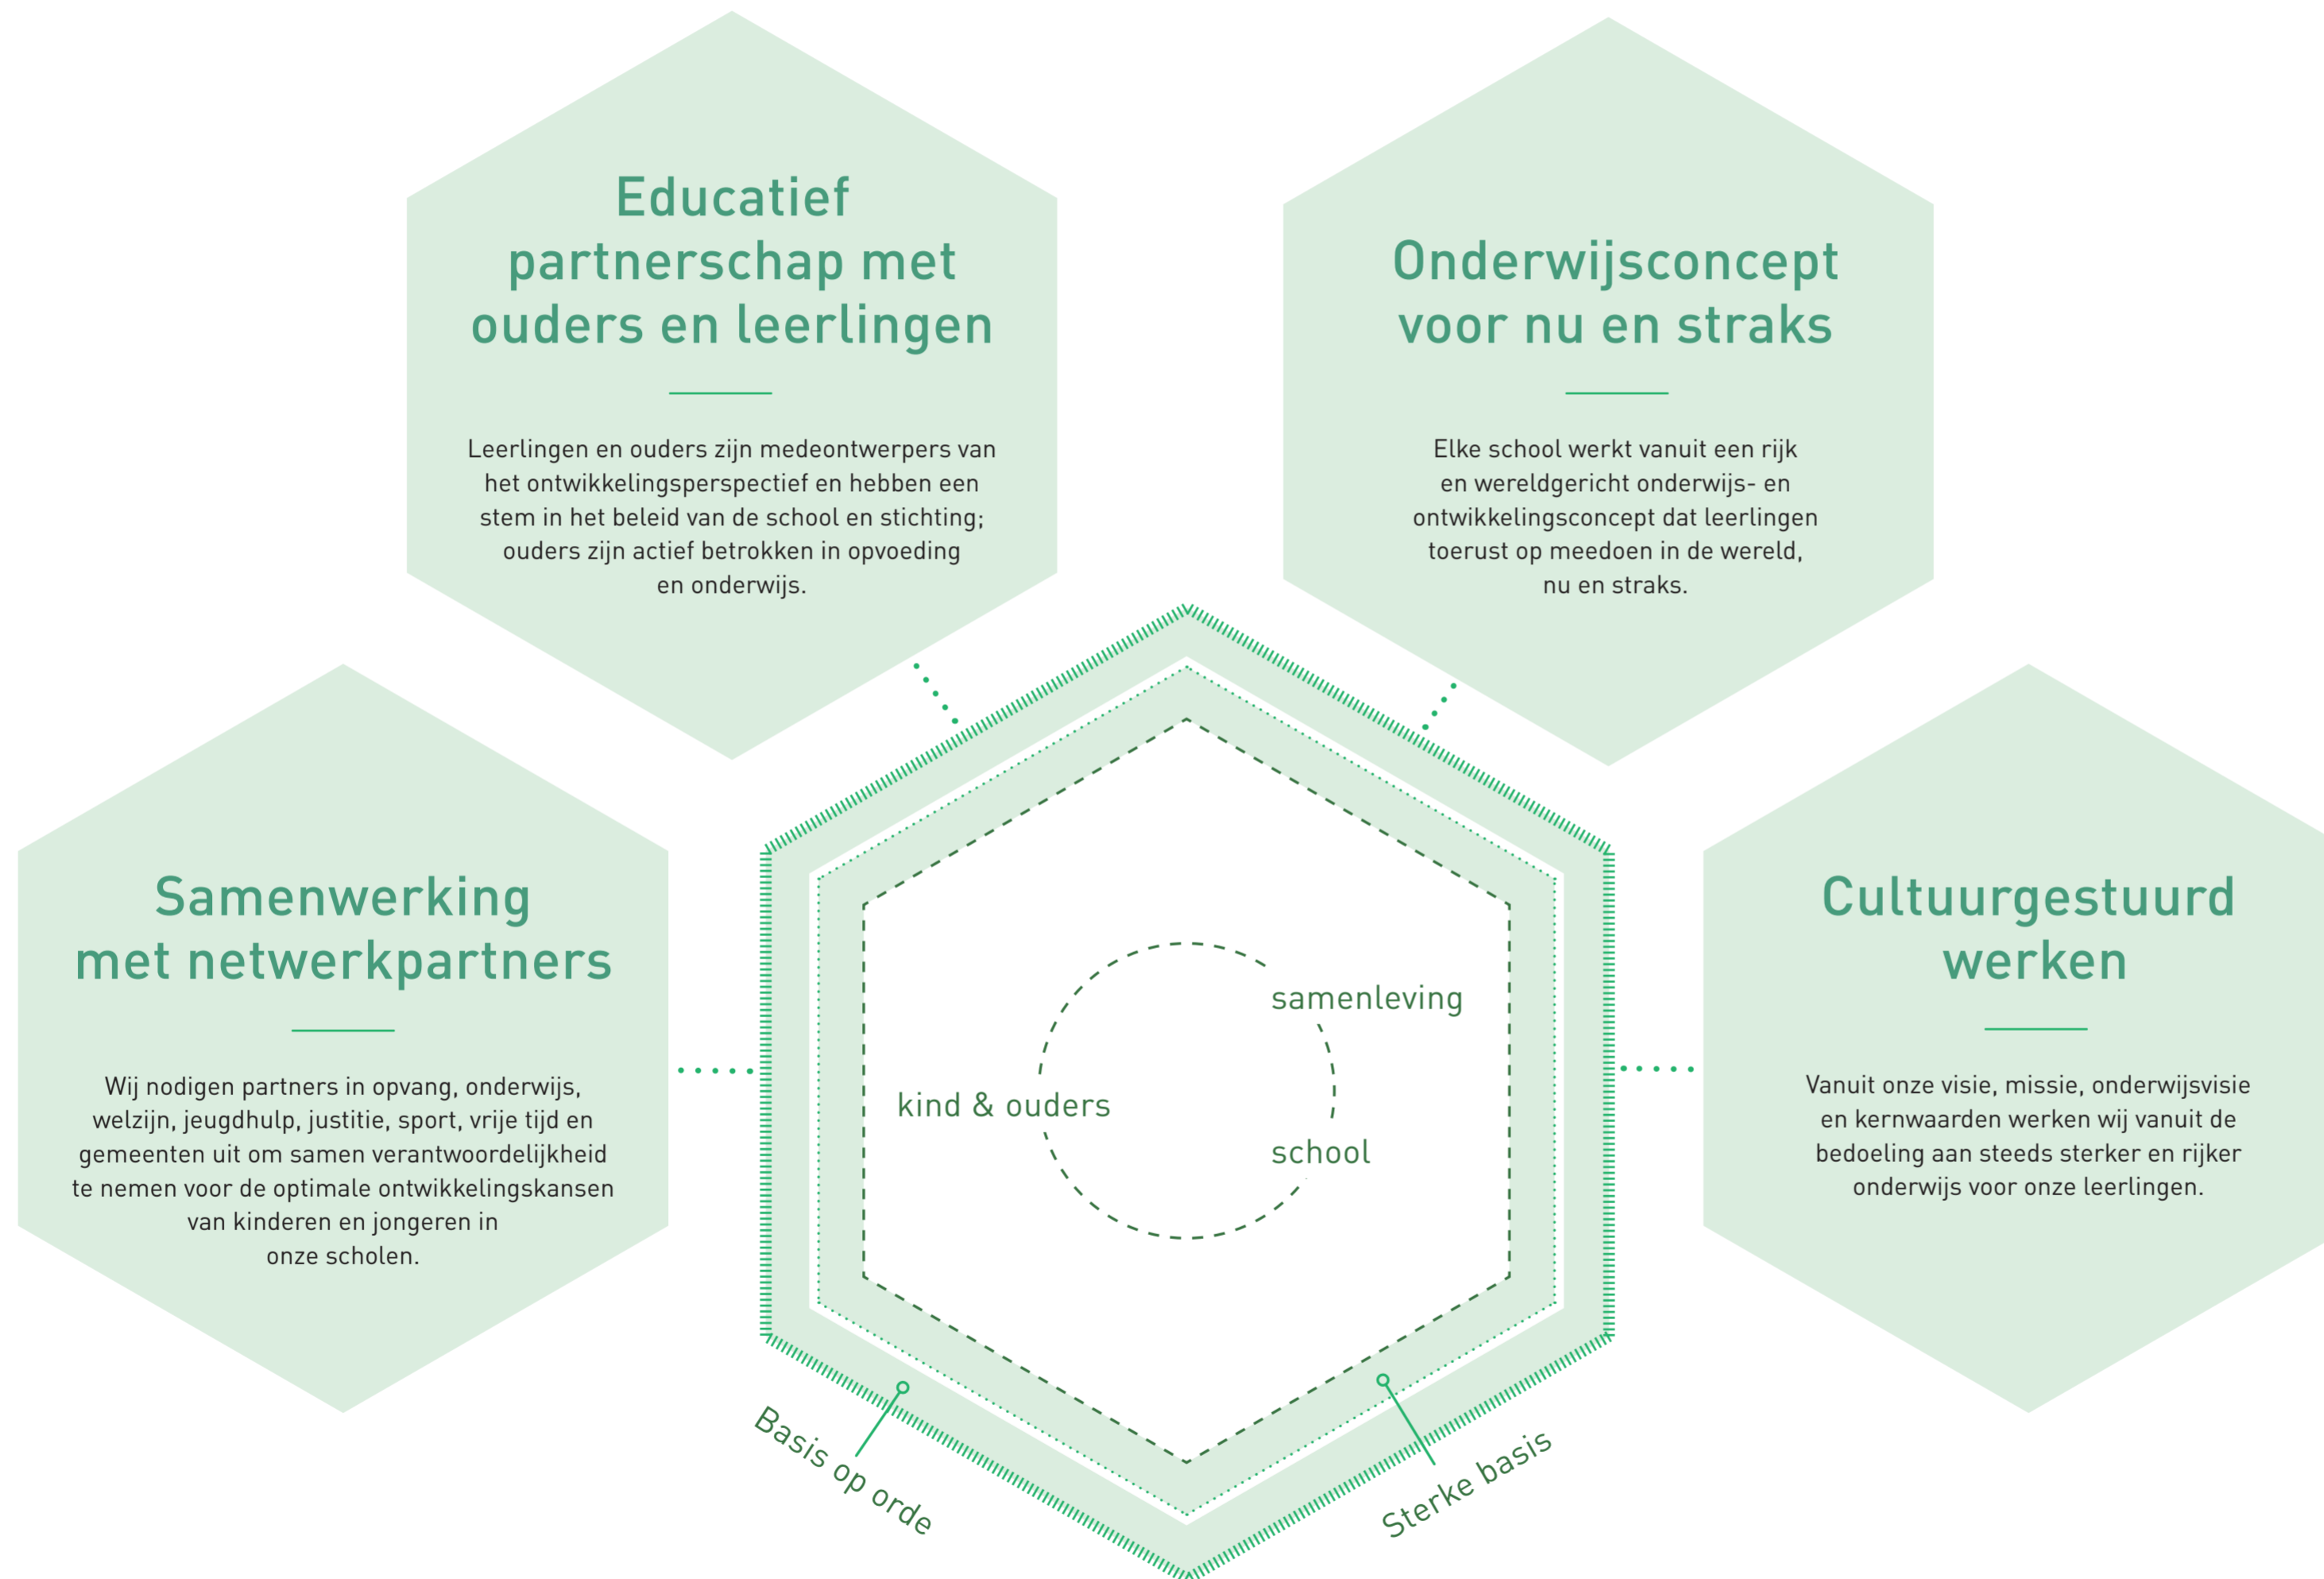 Educatief
partnerschap met
ouders en leerlingen
Leerlingen en ouders zijn medeontwerpers van
het ontwikkelingsperspectief en hebben een
stem in het beleid van de school en stichting;
ouders zijn actief betrokken in opvoeding
en onderwijs.
Onderwijsconcept
voor nu en straks
Elke school werkt vanuit een rijk
en wereldgericht onderwijs- en
ontwikkelingsconcept dat leerlingen
toerust op meedoen in de wereld,
nu en straks.
Samenwerking
met netwerkpartners
Wij nodigen partners in opvang, onderwijs,
welzijn, jeugdhulp, justitie, sport, vrije tijd en
gemeenten uit om samen verantwoordelijkheid
te nemen voor de optimale ontwikkelingskansen
van kinderen en jongeren in
onze scholen.
samenleving
kind & ouders
school
Cultuurgestuurd
werken
Vanuit onze visie, missie, onderwijsvisie
en kernwaarden werken wij vanuit de
bedoeling aan steeds sterker en rijker
onderwijs voor onze leerlingen.
Basis op orde
Sterke basis